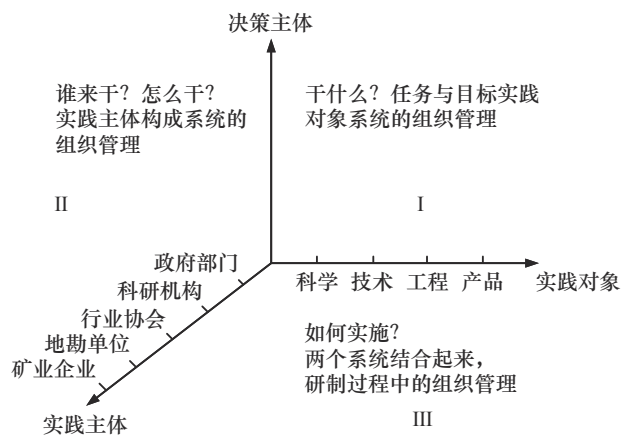 决策主体
谁来干？怎么干？
实践主体构成系统的
组织管理
II
干什么？任务与目标实践
对象系统的组织管理
I
政府部门
科研机构
行业协会
地勘单位
矿业企业
实践主体
科学 技术 工程 产品 实践对象
如何实施？
两个系统结合起来，
研制过程中的组织管理
III